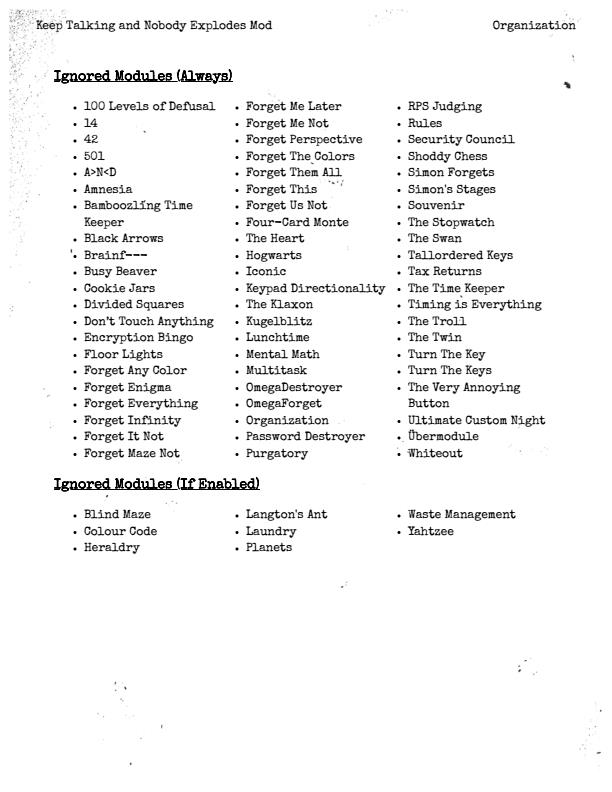 Keep Talking and Nobody Explodes Mod
Organization
Ignored Modules (Always)
• 100 Levels of Defusal
• 14
• 42
• 501
• A>N<D
• Amnesia
• Bamboozling Time
Keeper
• Black Arrows
• Brainf---
• Busy Beaver
• Cookie Jars
• Divided Squares
• Don't Touch Anything
• Encryption Bingo
• Floor Lights
• Forget Any Color
• Forget Enigma
• Forget Everything
• Forget Infinity
• Forget It Not
• Forget Maze Not
• Forget Me Later
• Forget Me Not
• Forget Perspective
• Forget The Colors
• Forget Them All
• Forget This
• Forget Us Not
• Four-Card Monte
• The Heart
• Hogwarts
• Iconic
• Keypad Directionality
• The Klaxon
• Kugelblitz
• Lunchtime
• Mental Math
• Multitask
• OmegaDestroyer
• OmegaForget
• Organization
• Password Destroyer
• Purgatory
• RPS Judging
• Rules
• Security Council
• Shoddy Chess
• Simon Forgets
• Simon's Stages
• Souvenir
• The Stopwatch
• The Swan
• Tallordered Keys
• Tax Returns
• The Time Keeper
• Timing is Everything
• The Troll
• The Twin
• Turn The Key
• Turn The Keys
• The Very Annoying
Button
• Ultimate Custom Night
• Übermodule
• Whiteout
Ignored Modules (If Enabled)
• Blind Maze
• Colour Code
• Heraldry
• Langton's Ant
• Laundry
• Planets
• Waste Management
• Yahtzee